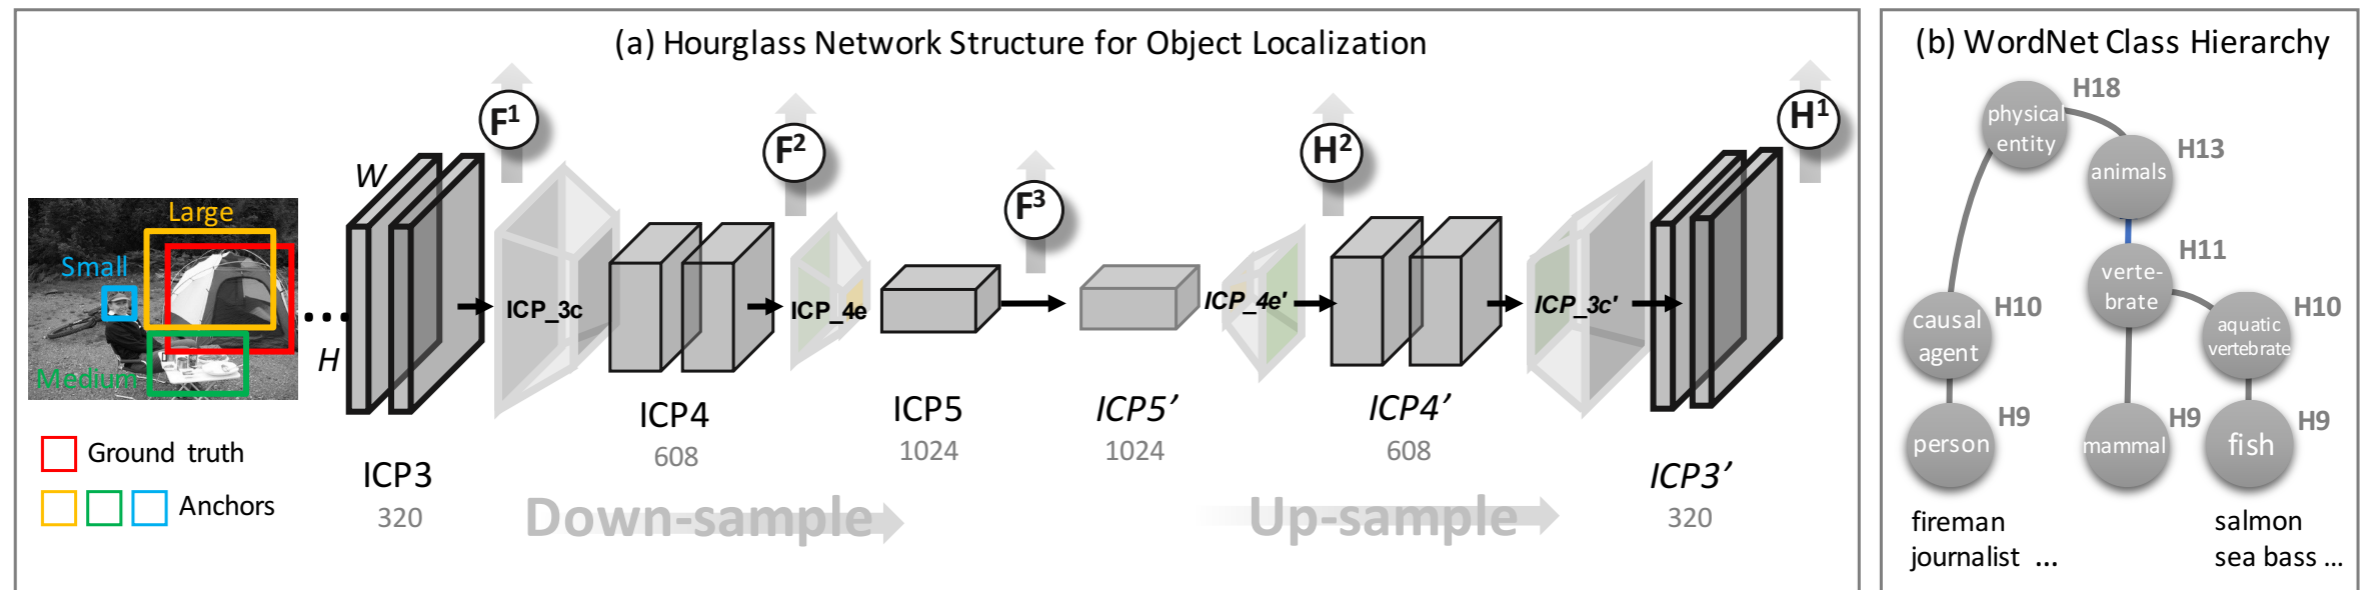 (a) Hourglass Network Structure for Object Localization
F¹
F²
F³
H²
H¹
W
H
Large
Small
Medium
ICP_3c
ICP_4e
ICP_4e'
ICP_3c'
ICP3
320
ICP4
608
ICP5
1024
ICP5’
1024
ICP4’
608
ICP3’
320
Ground truth
Anchors
Down-sample
Up-sample
(b) WordNet Class Hierarchy
physical
entity
H18
animals
H13
verte-
brate
H11
causal
agent
H10
aquatic
vertebrate
H10
person
H9
mammal
H9
fish
H9
fireman
journalist ...
salmon
sea bass ...